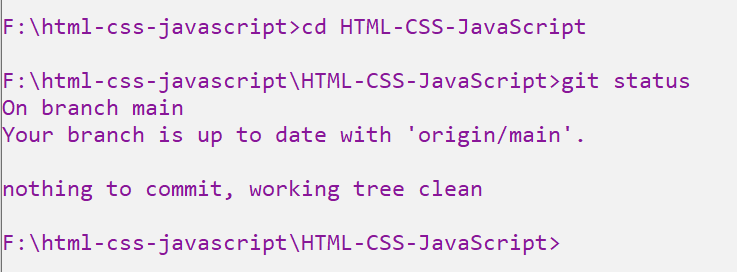 F:\html-css-javascript>cd HTML-CSS-JavaScript
F:\html-css-javascript\HTML-CSS-JavaScript>git status
On branch main
Your branch is up to date with 'origin/main'.
nothing to commit, working tree clean
F:\html-css-javascript\HTML-CSS-JavaScript>